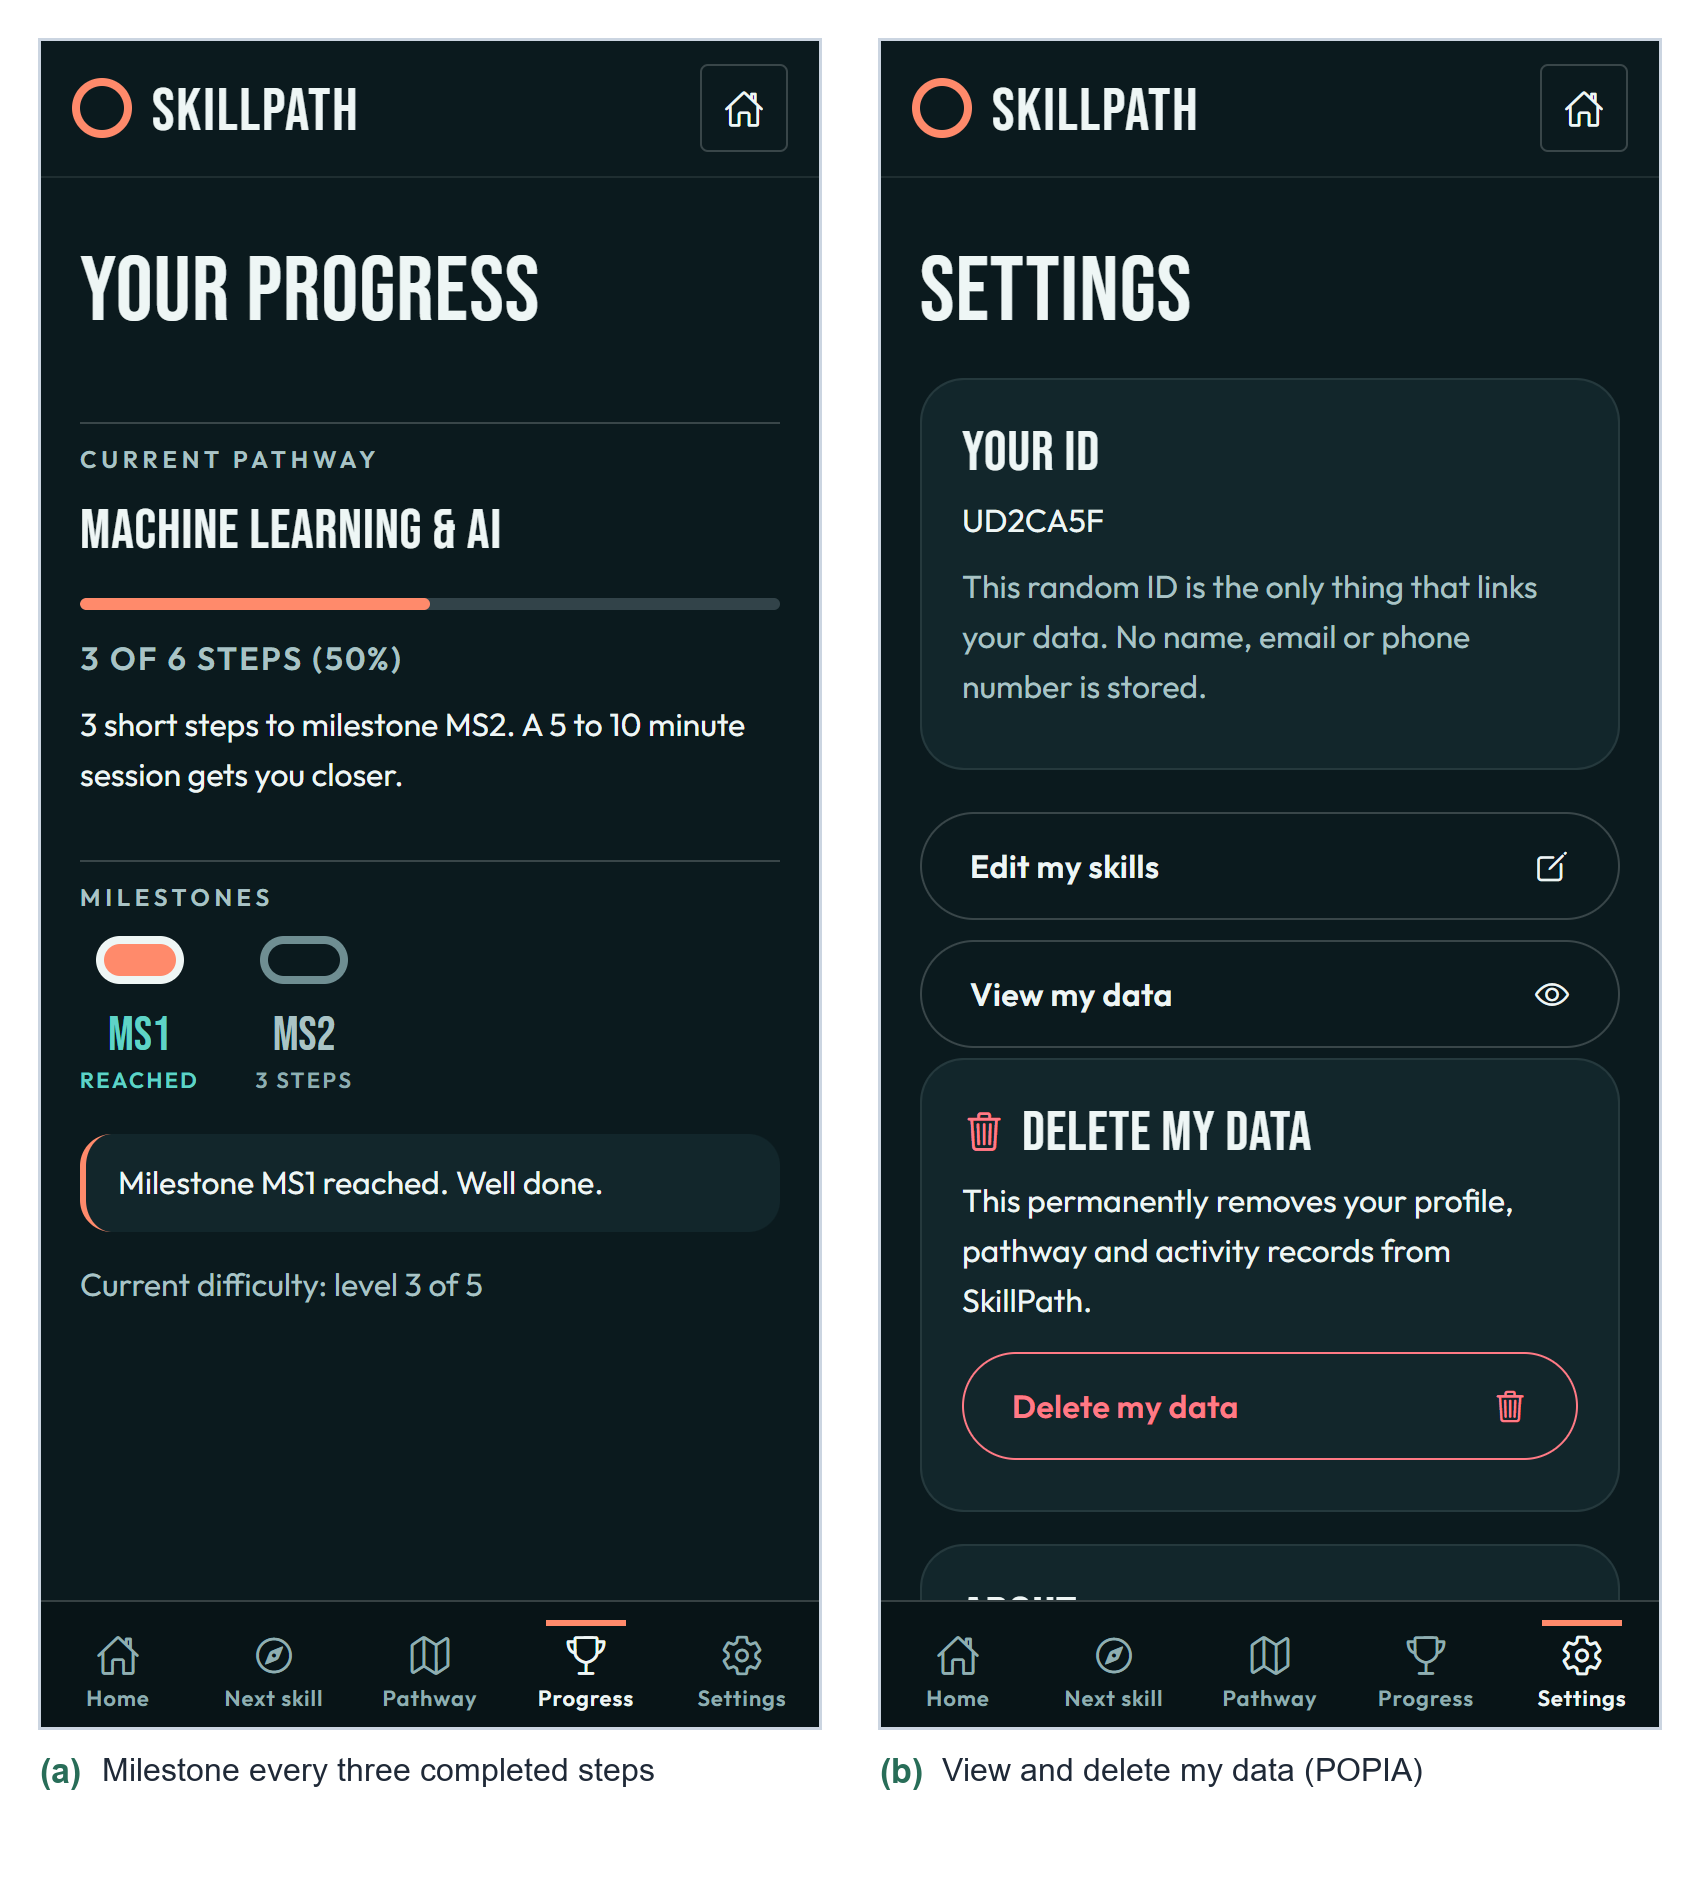 SKILLPATH
YOUR PROGRESS
CURRENT PATHWAY
MACHINE LEARNING & AI
3 OF 6 STEPS (50%)
3 short steps to milestone MS2. A 5 to 10 minute
session gets you closer.
MILESTONES
MS1 MS2
REACHED 3 STEPS
Milestone MS1 reached. Well done.
Current difficulty: level 3 of 5
Home Next skill Pathway Progress Settings
(a) Milestone every three completed steps
SKILLPATH
SETTINGS
YOUR ID
UD2CA5F
This random ID is the only thing that links
your data. No name, email or phone
number is stored.
Edit my skills
View my data
DELETE MY DATA
This permanently removes your profile,
pathway and activity records from
SkillPath.
Delete my data
ABOUT
Home Next skill Pathway Progress Settings
(b) View and delete my data (POPIA)